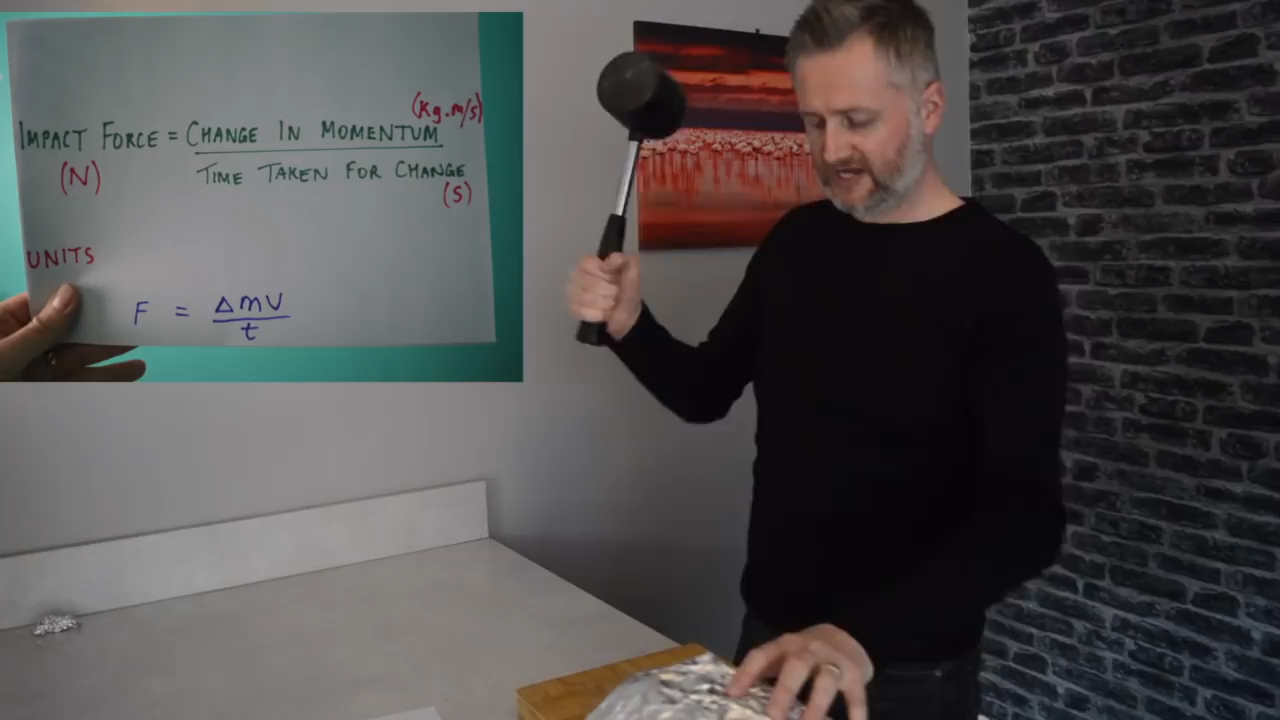 (Kg.m/s)
IMPACT FORCE = CHANGE IN MOMENTUM
(N) TIME TAKEN FOR CHANGE
(S)
UNITS
F = ΔmV
t